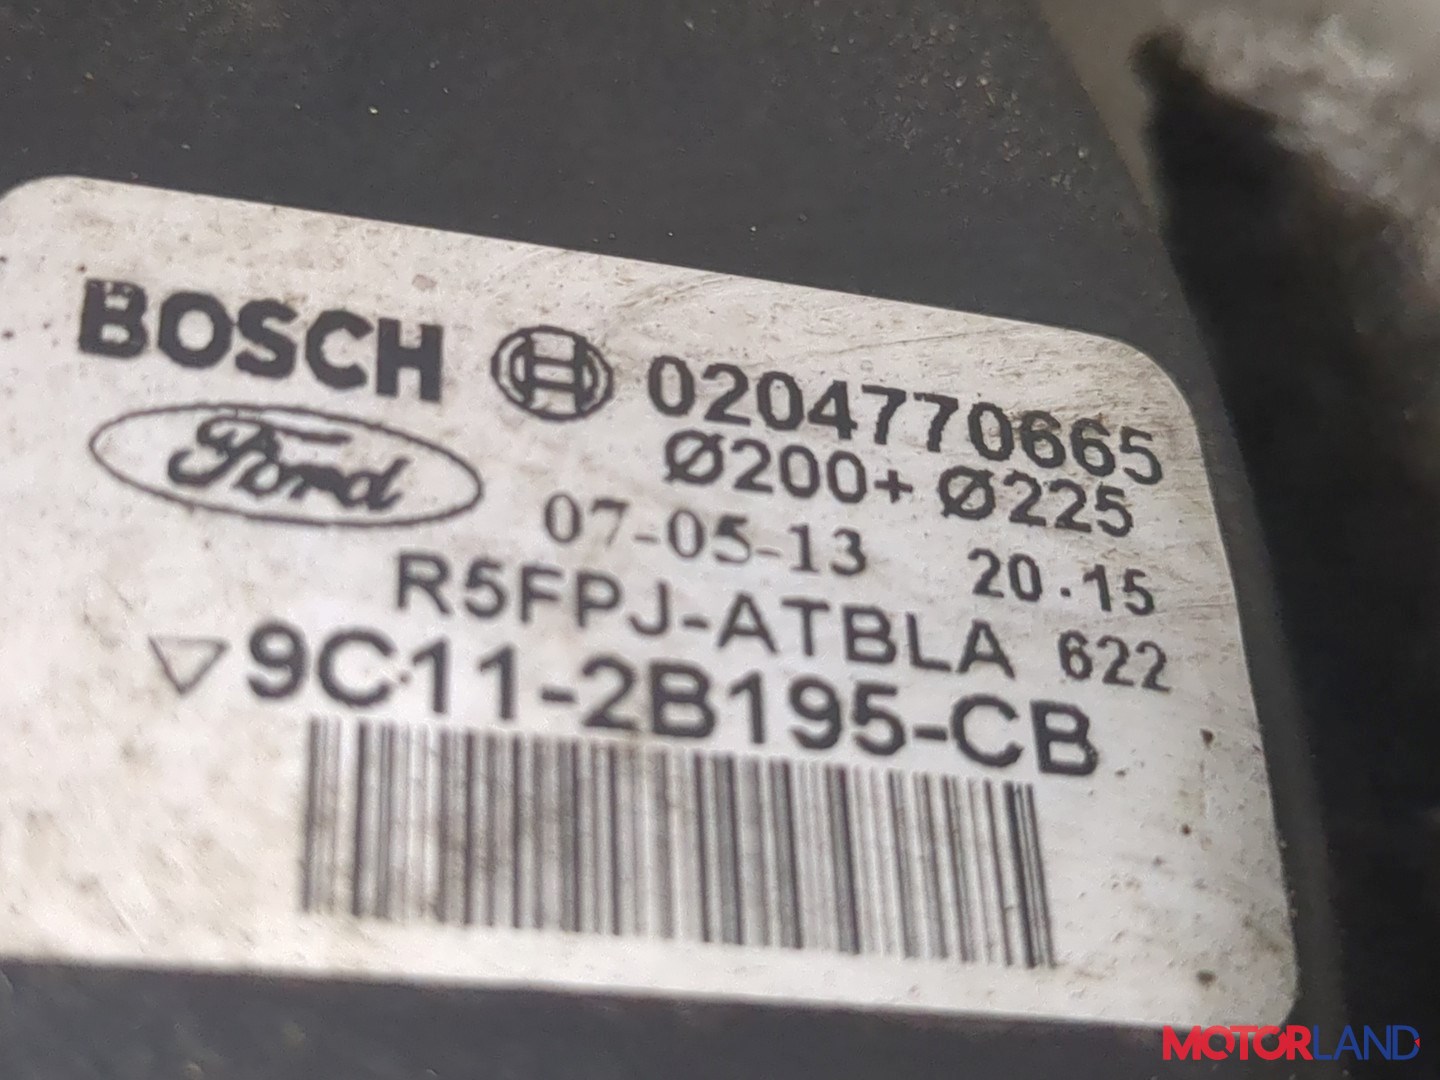 BOSCH 0204770665
Ø200+ Ø225
Ford
07-05-13 20.15
R5FPJ-ATBLA 622
9C11-2B195-CB
MOTORLAND